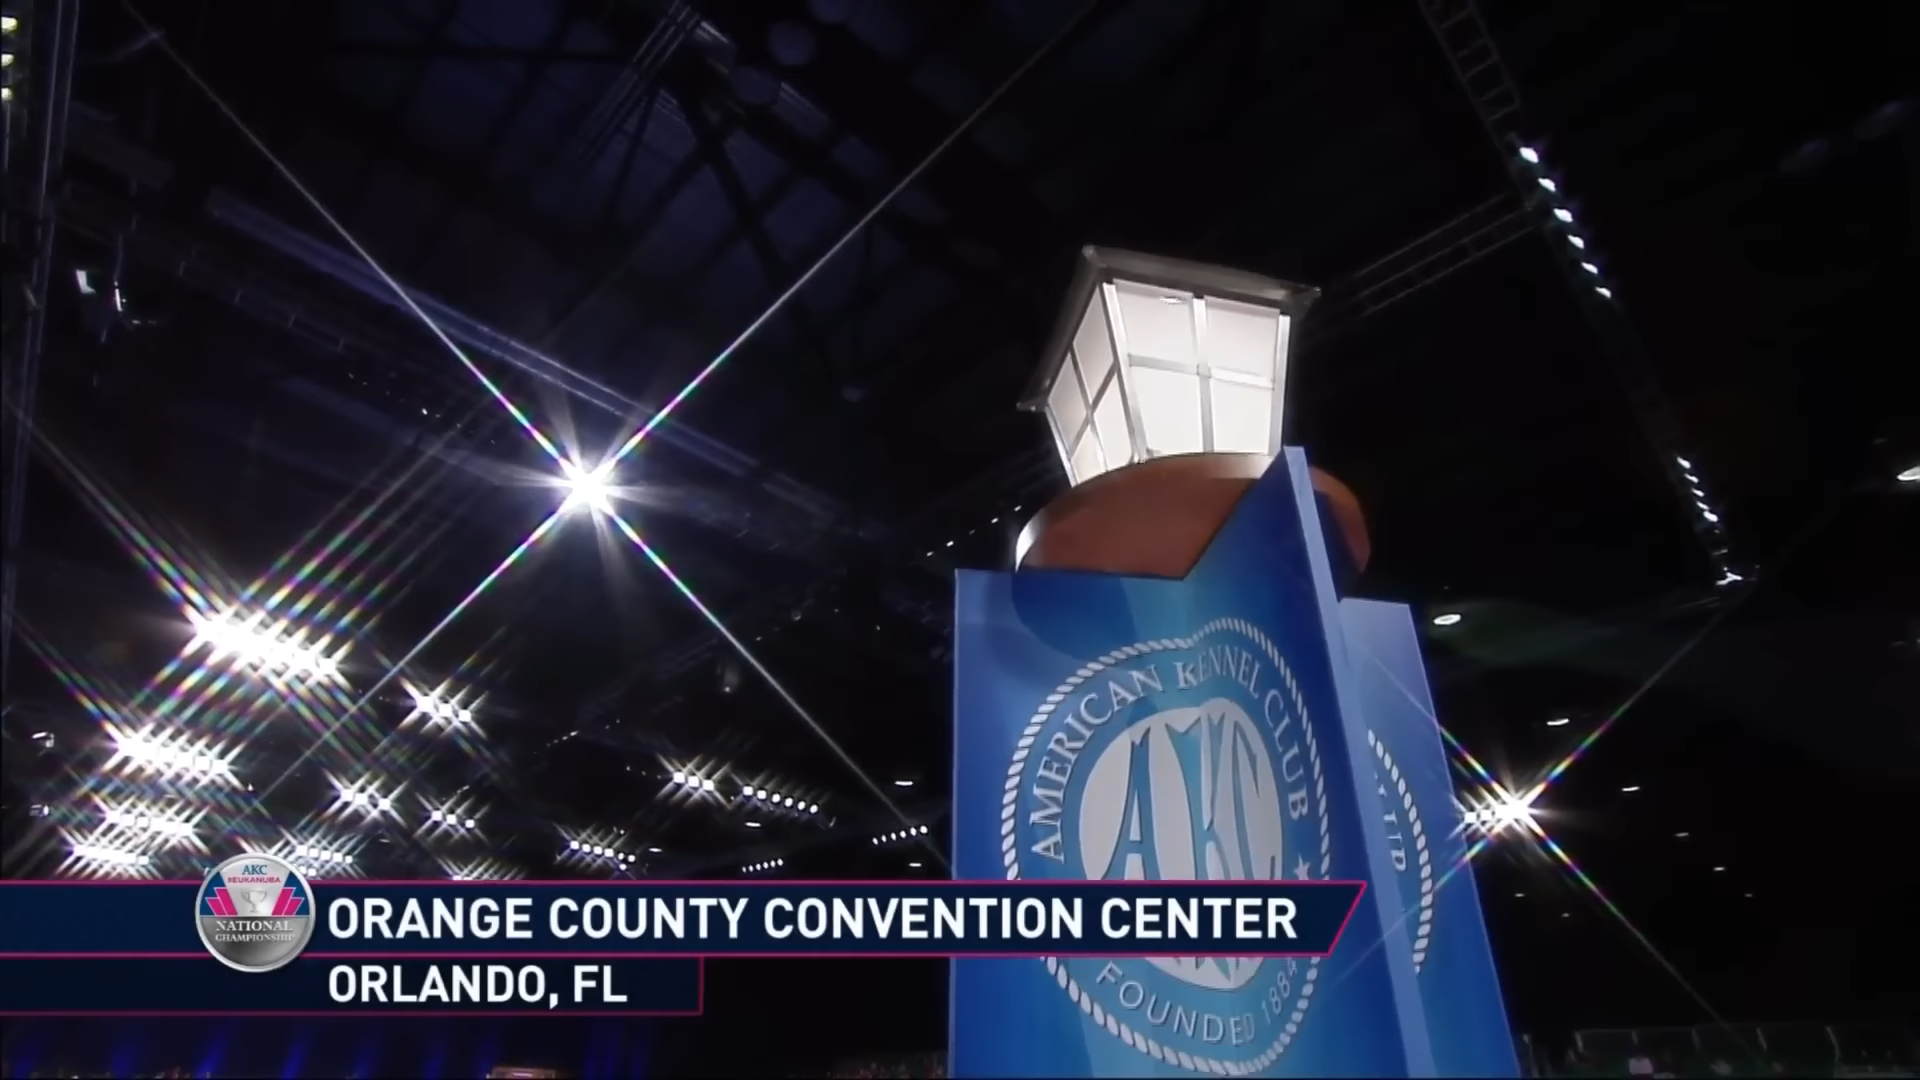 AMERICAN KENNEL CLUB
AKC
FOUNDED 1884
AKC
EUKANUBA
NATIONAL
CHAMPIONSHIP
ORANGE COUNTY CONVENTION CENTER
ORLANDO, FL